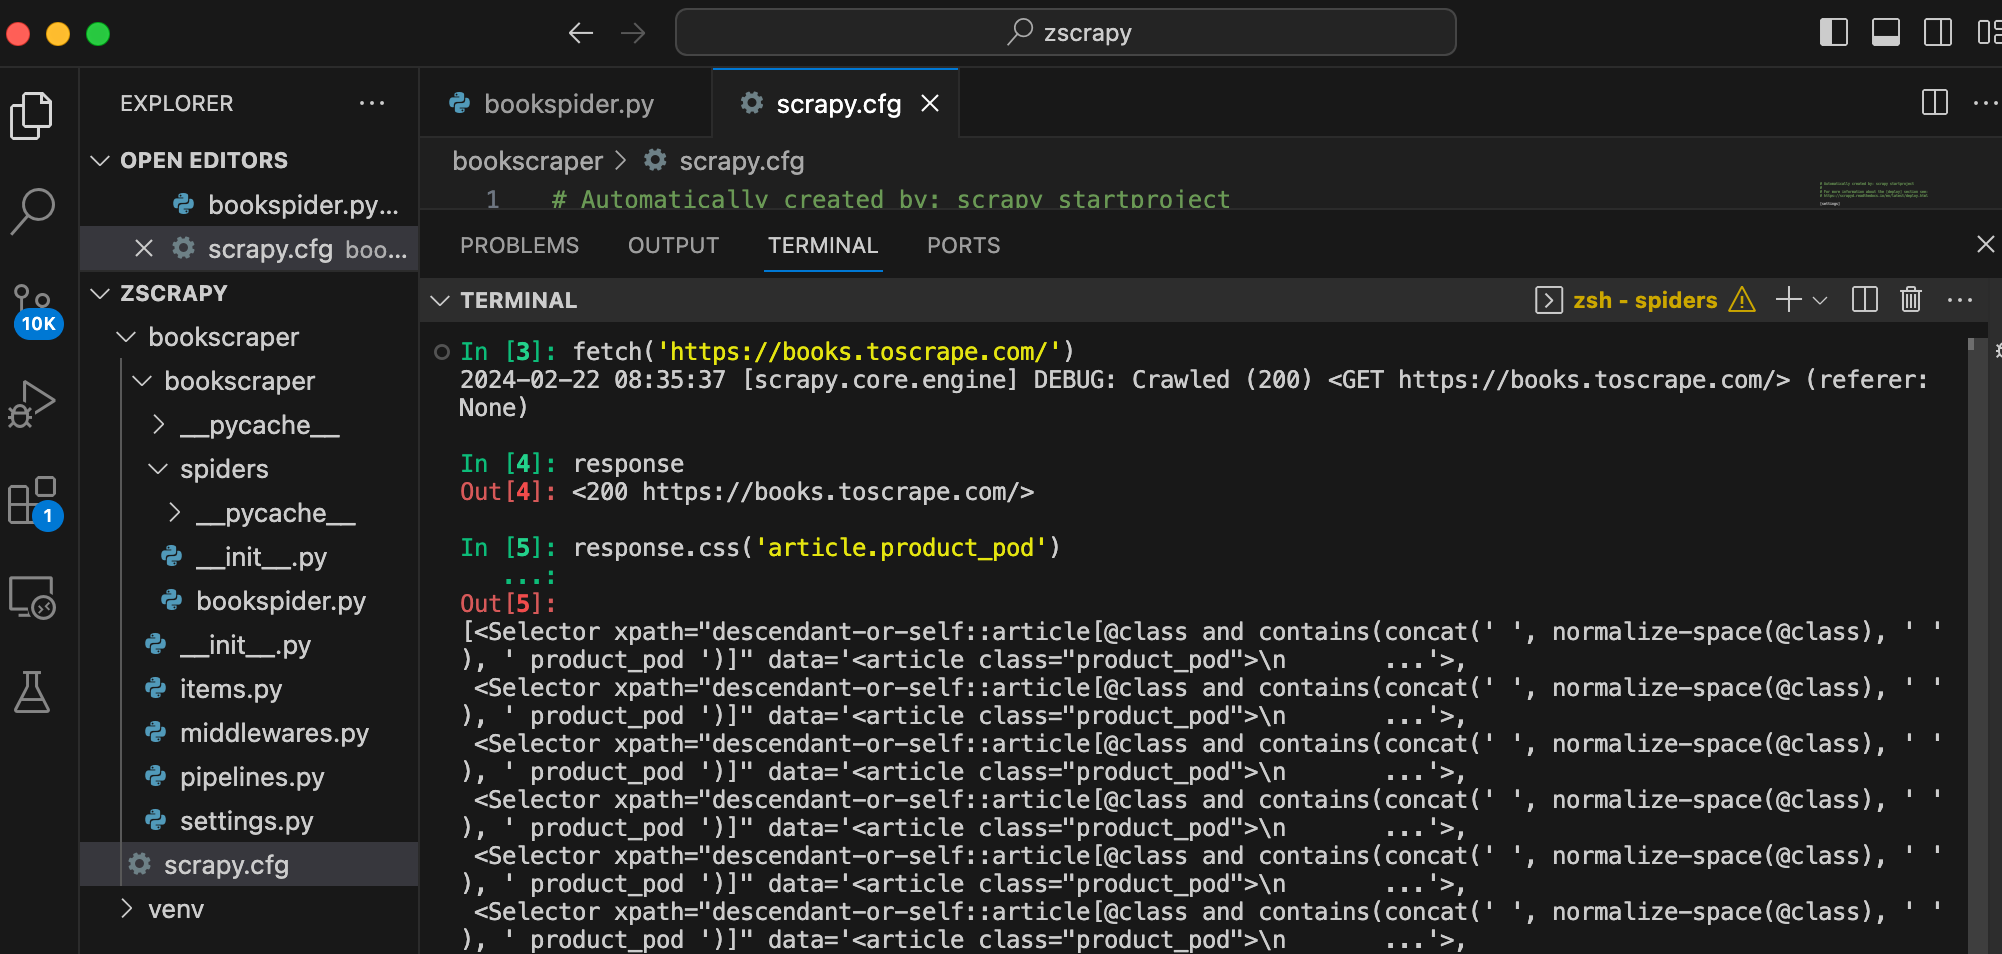 zscrapy
EXPLORER
OPEN EDITORS
bookspider.py...
scrapy.cfg boo...
ZSCRAPY
bookscraper
bookscraper
__pycache__
spiders
__pycache__
__init__.py
bookspider.py
__init__.py
items.py
middlewares.py
pipelines.py
settings.py
scrapy.cfg
venv
10K
1
bookspider.py
scrapy.cfg
bookscraper > scrapy.cfg
1 # Automatically created by: scrapy startproject
PROBLEMS OUTPUT TERMINAL PORTS
TERMINAL
zsh - spiders
In [3]: fetch('https://books.toscrape.com/')
2024-02-22 08:35:37 [scrapy.core.engine] DEBUG: Crawled (200) <GET https://books.toscrape.com/> (referer:
None)
In [4]: response
Out[4]: <200 https://books.toscrape.com/>
In [5]: response.css('article.product_pod')
...:
Out[5]:
[<Selector xpath="descendant-or-self::article[@class and contains(concat(' ', normalize-space(@class), ' '
), ' product_pod ')]" data='<article class="product_pod">\n      ...'>,
<Selector xpath="descendant-or-self::article[@class and contains(concat(' ', normalize-space(@class), ' '
), ' product_pod ')]" data='<article class="product_pod">\n      ...'>,
<Selector xpath="descendant-or-self::article[@class and contains(concat(' ', normalize-space(@class), ' '
), ' product_pod ')]" data='<article class="product_pod">\n      ...'>,
<Selector xpath="descendant-or-self::article[@class and contains(concat(' ', normalize-space(@class), ' '
), ' product_pod ')]" data='<article class="product_pod">\n      ...'>,
<Selector xpath="descendant-or-self::article[@class and contains(concat(' ', normalize-space(@class), ' '
), ' product_pod ')]" data='<article class="product_pod">\n      ...'>,
<Selector xpath="descendant-or-self::article[@class and contains(concat(' ', normalize-space(@class), ' '
), ' product_pod ')]" data='<article class="product_pod">\n      ...'>,